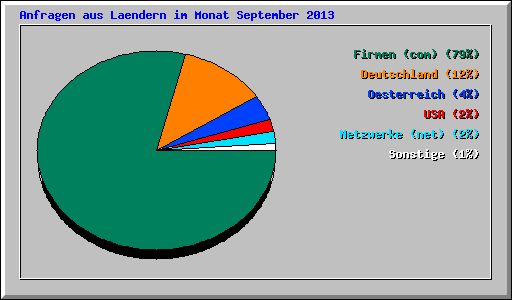 Anfragen aus Laendern im Monat September 2013
Firmen (com) (79%)
Deutschland (12%)
Oesterreich (4%)
USA (2%)
Netzwerke (net) (2%)
Sonstige (1%)